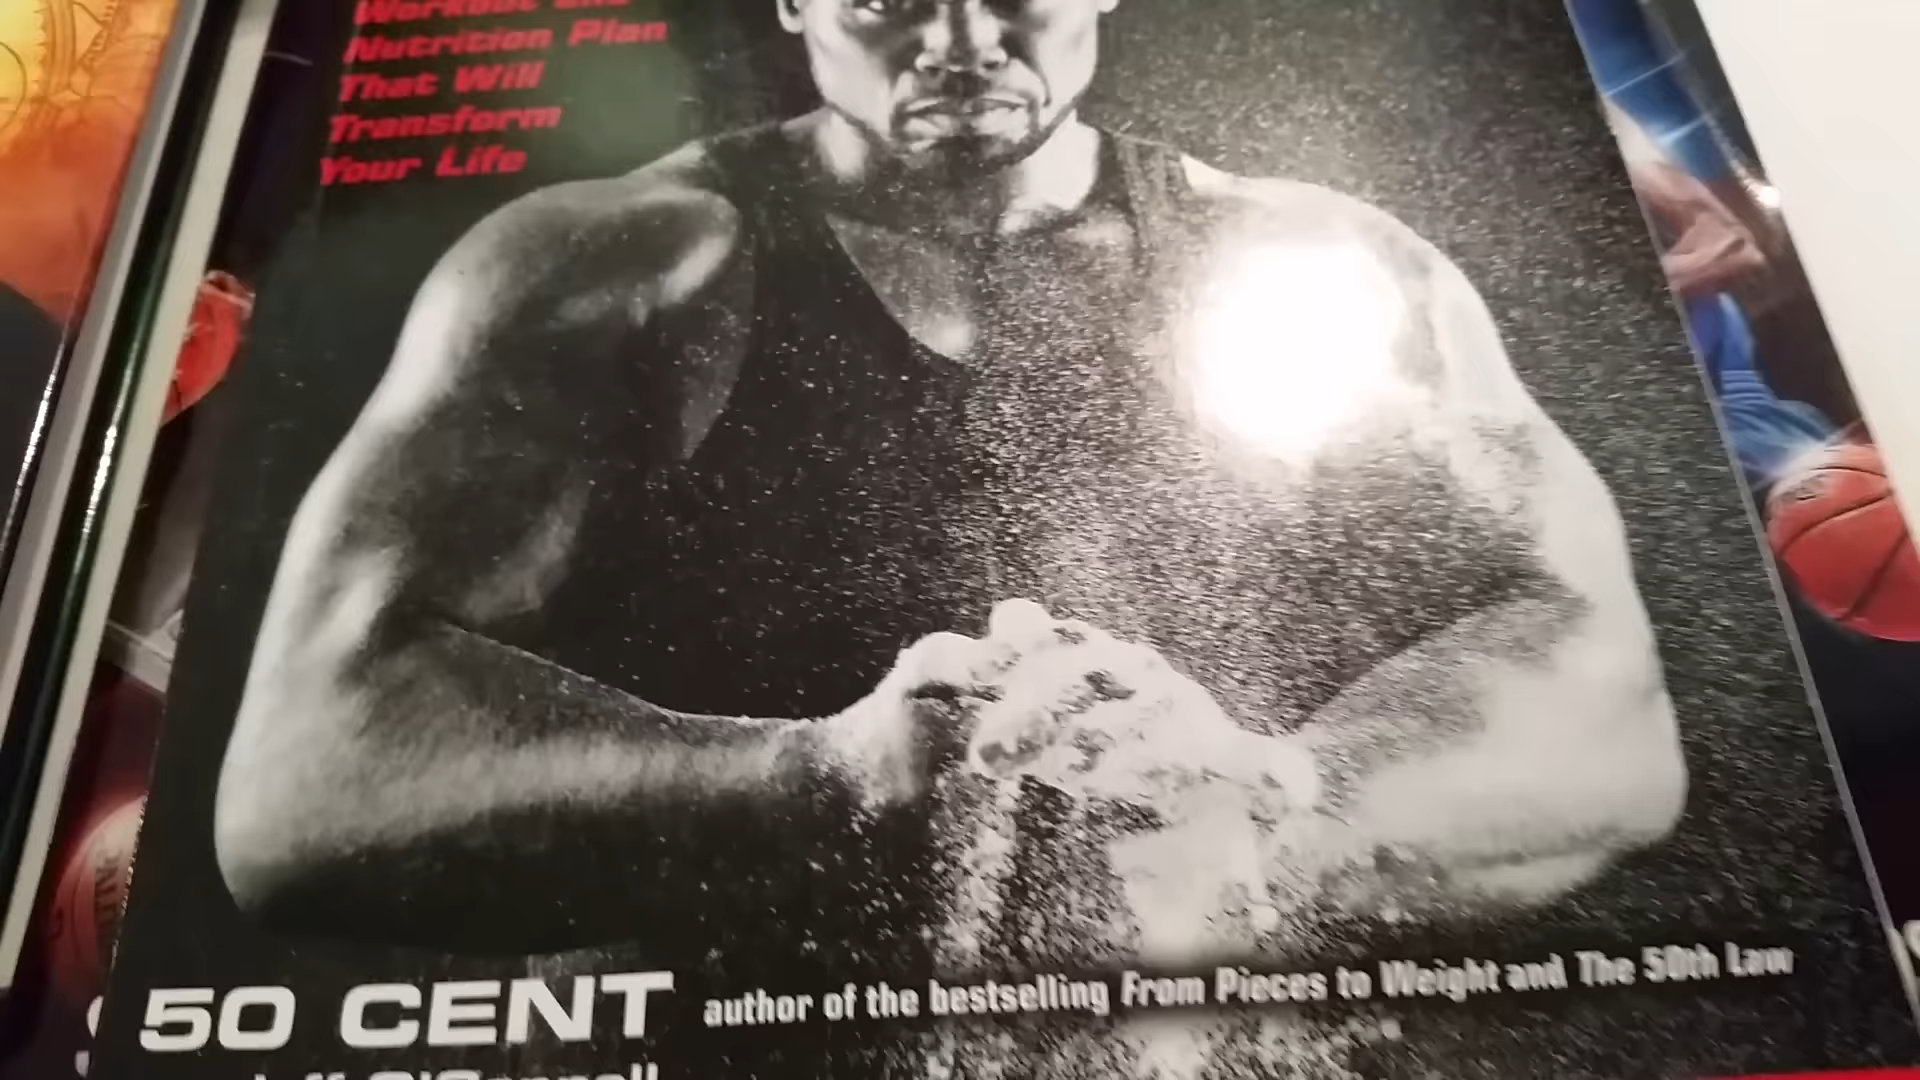 Nutrition Plan
That Will
Transform
Your Life
50 CENT
author of the bestselling From Pieces to Weight and The 50th Law